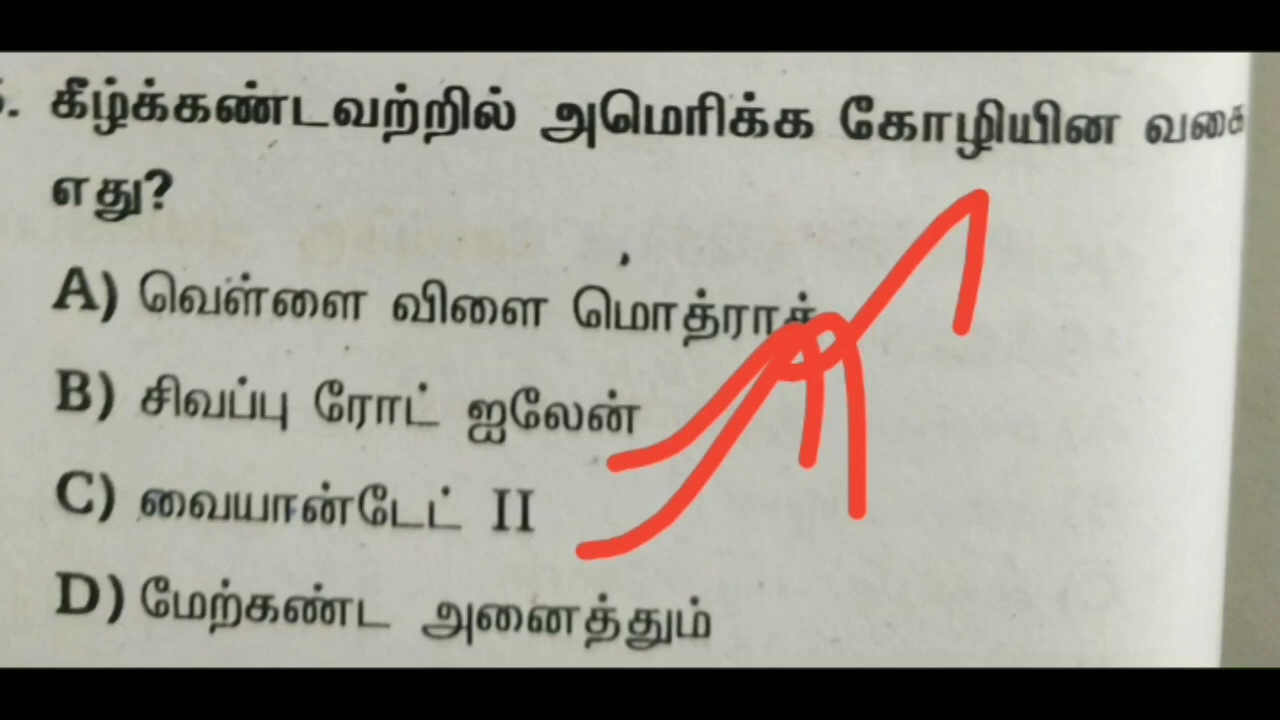 . கீழ்க்கண்டவற்றில் அமெரிக்க கோழியின வகை
எது?
A) வெள்ளை விளை மொத்ராக்
B) சிவப்பு ரோட் ஐலேன்
C) வையான்டேட் II
D) மேற்கண்ட அனைத்தும்